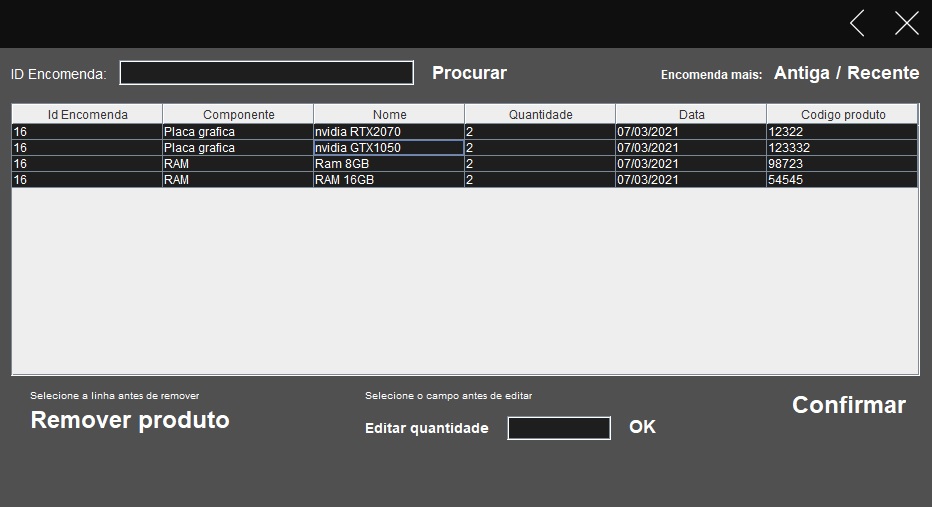 ID Encomenda: Procurar Encomenda mais: Antiga / Recente
Id Encomenda Componente Nome Quantidade Data Codigo produto
16 Placa grafica nvidia RTX2070 2 07/03/2021 12322
16 Placa grafica nvidia GTX1050 2 07/03/2021 123332
16 RAM Ram 8GB 2 07/03/2021 98723
16 RAM RAM 16GB 2 07/03/2021 54545
Selecione a linha antes de remover
Remover produto
Selecione o campo antes de editar
Editar quantidade OK
Confirmar